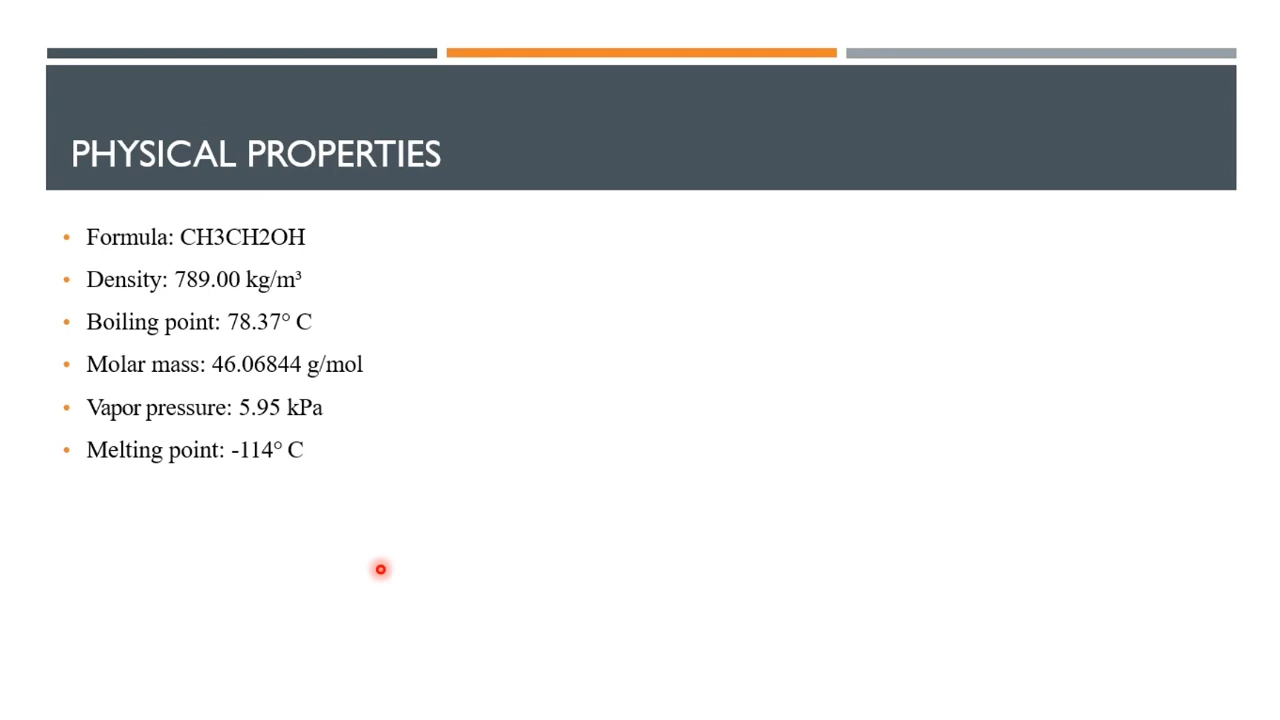 PHYSICAL PROPERTIES
• Formula: CH3CH2OH
• Density: 789.00 kg/m³
• Boiling point: 78.37° C
• Molar mass: 46.06844 g/mol
• Vapor pressure: 5.95 kPa
• Melting point: -114° C